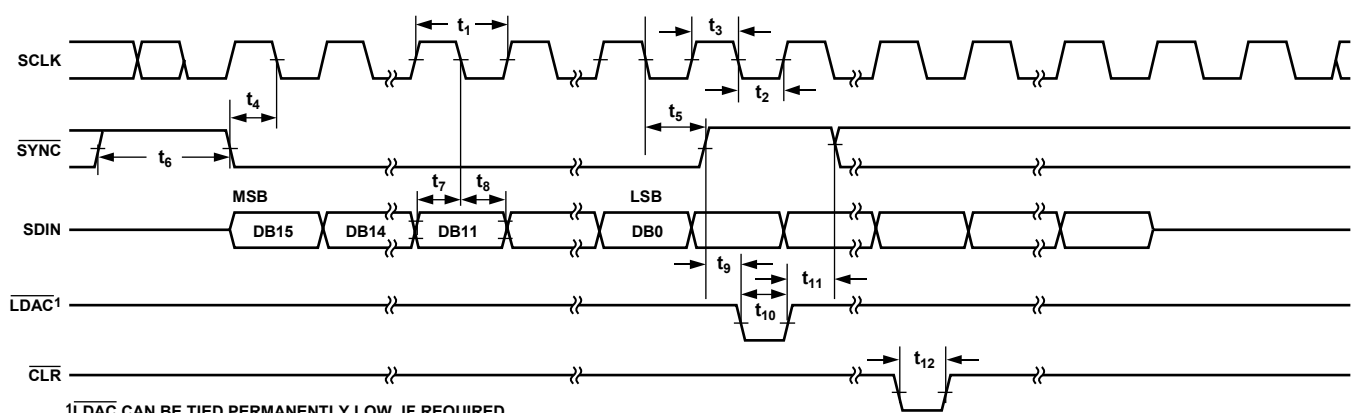 t1
t3
SCLK
t4
t2
t5
SYNC
t6
t7
t8
MSB
LSB
SDIN
DB15
DB14
DB11
DB0
t9
t11
LDAC1
t10
t12
CLR
1LDAC CAN BE TIED PERMANENTLY LOW, IF REQUIRED.